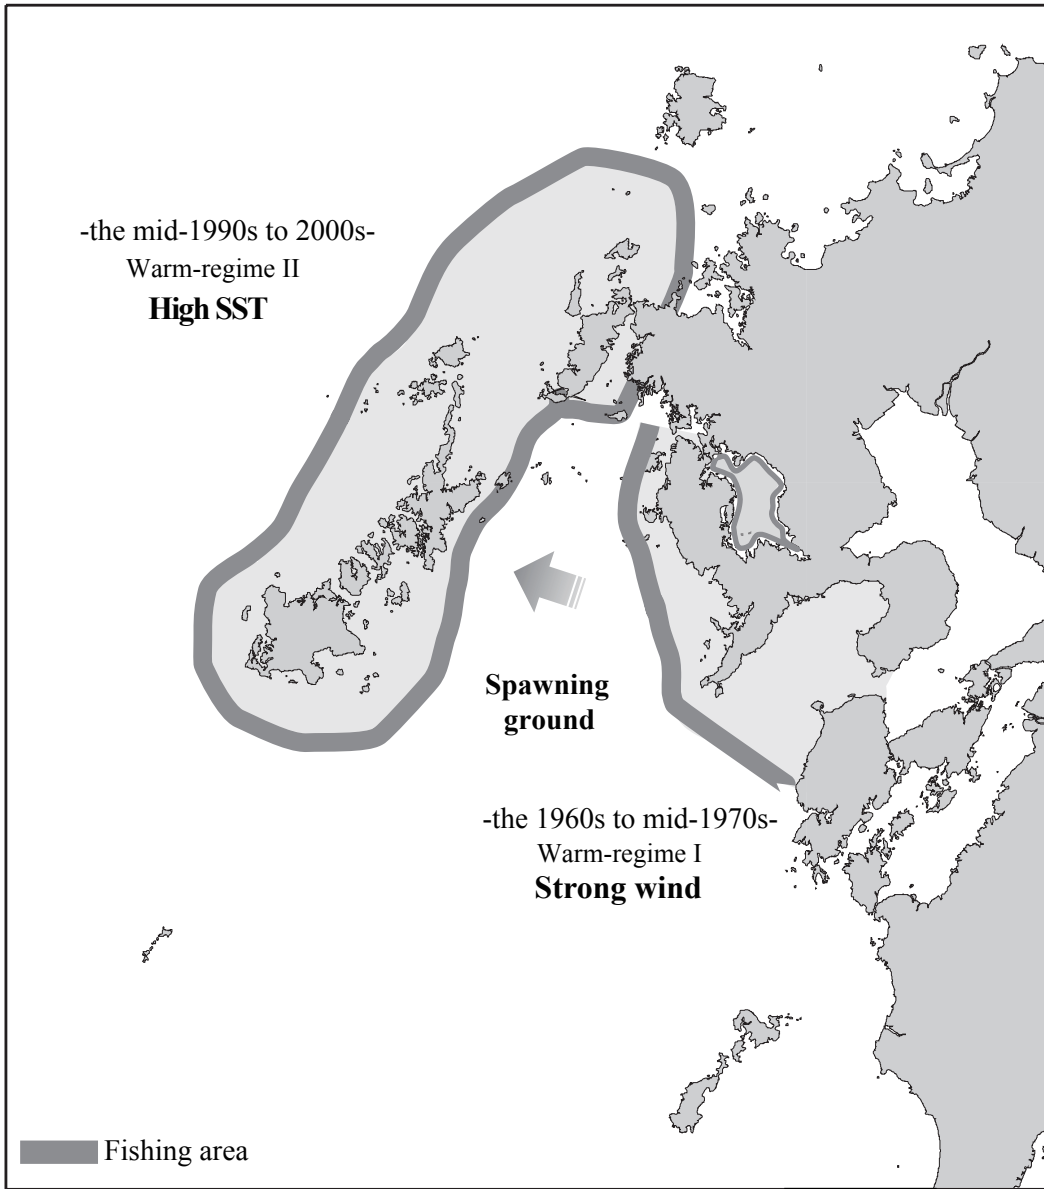 -the mid-1990s to 2000s-
Warm-regime II
High SST
Spawning
ground
-the 1960s to mid-1970s-
Warm-regime I
Strong wind
Fishing area